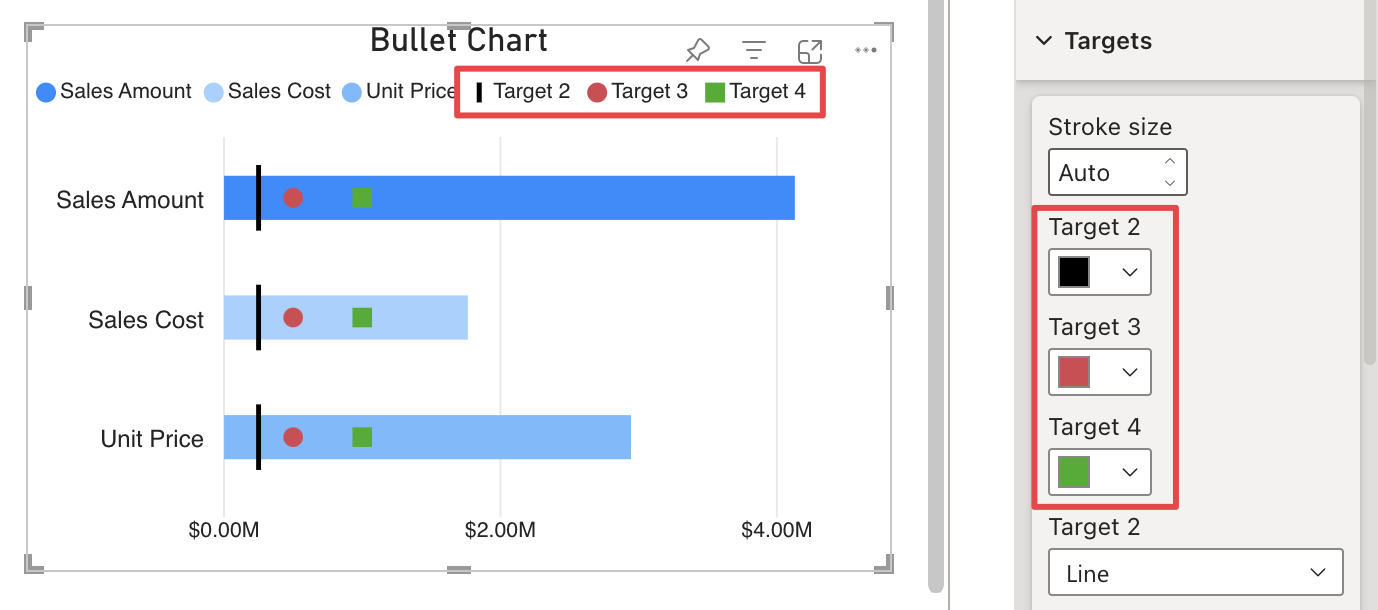 Bullet Chart
Sales Amount Sales Cost Unit Price Target 2 Target 3 Target 4
Sales Amount
Sales Cost
Unit Price
$0.00M $2.00M $4.00M
Targets
Stroke size
Auto
Target 2
Target 3
Target 4
Target 2
Line